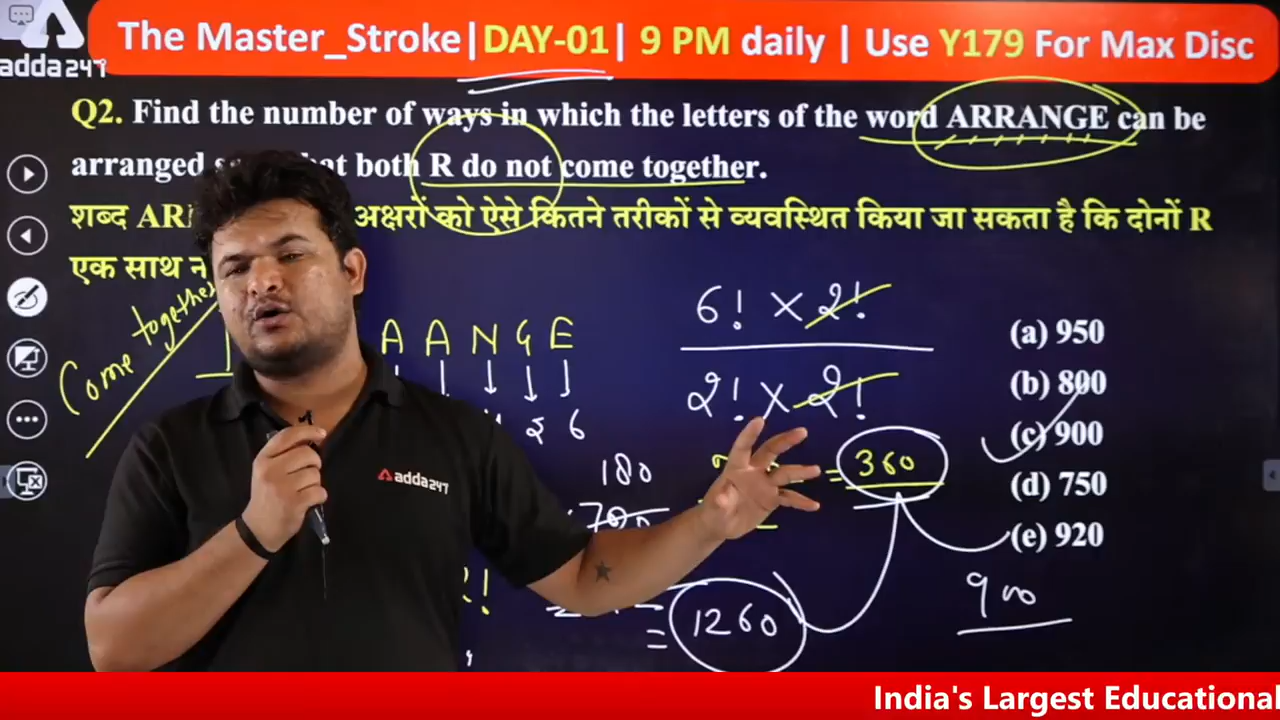 The Master_Stroke|DAY-01| 9 PM daily | Use Y179 For Max Disc
adda247
Q2. Find the number of ways in which the letters of the word ARRANGE can be
arranged that both R do not come together.
शब्द अक्षरों को ऐसे कितने तरीकों से व्यवस्थित किया जा सकता है कि दोनों R
एक साथ
Come together
A A N G E
6
6! × 2!
2! × 2!
= 360
180
(a) 950
(b) 800
(c) 900
(d) 750
(e) 920
900
= 1260
adda247
India's Largest Educational